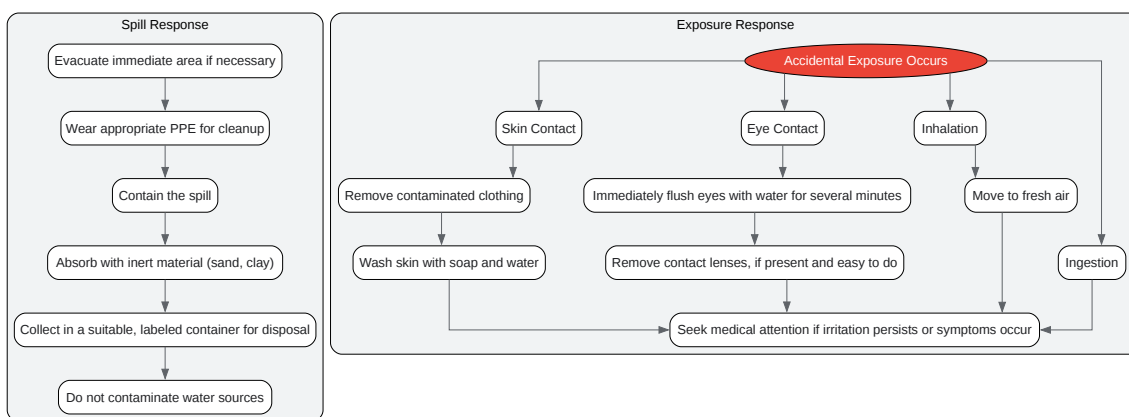 Spill Response
Evacuate immediate area if necessary
Wear appropriate PPE for cleanup
Contain the spill
Absorb with inert material (sand, clay)
Collect in a suitable, labeled container for disposal
Do not contaminate water sources
Exposure Response
Accidental Exposure Occurs
Skin Contact
Eye Contact
Inhalation
Remove contaminated clothing
Immediately flush eyes with water for several minutes
Move to fresh air
Wash skin with soap and water
Remove contact lenses, if present and easy to do
Ingestion
Seek medical attention if irritation persists or symptoms occur